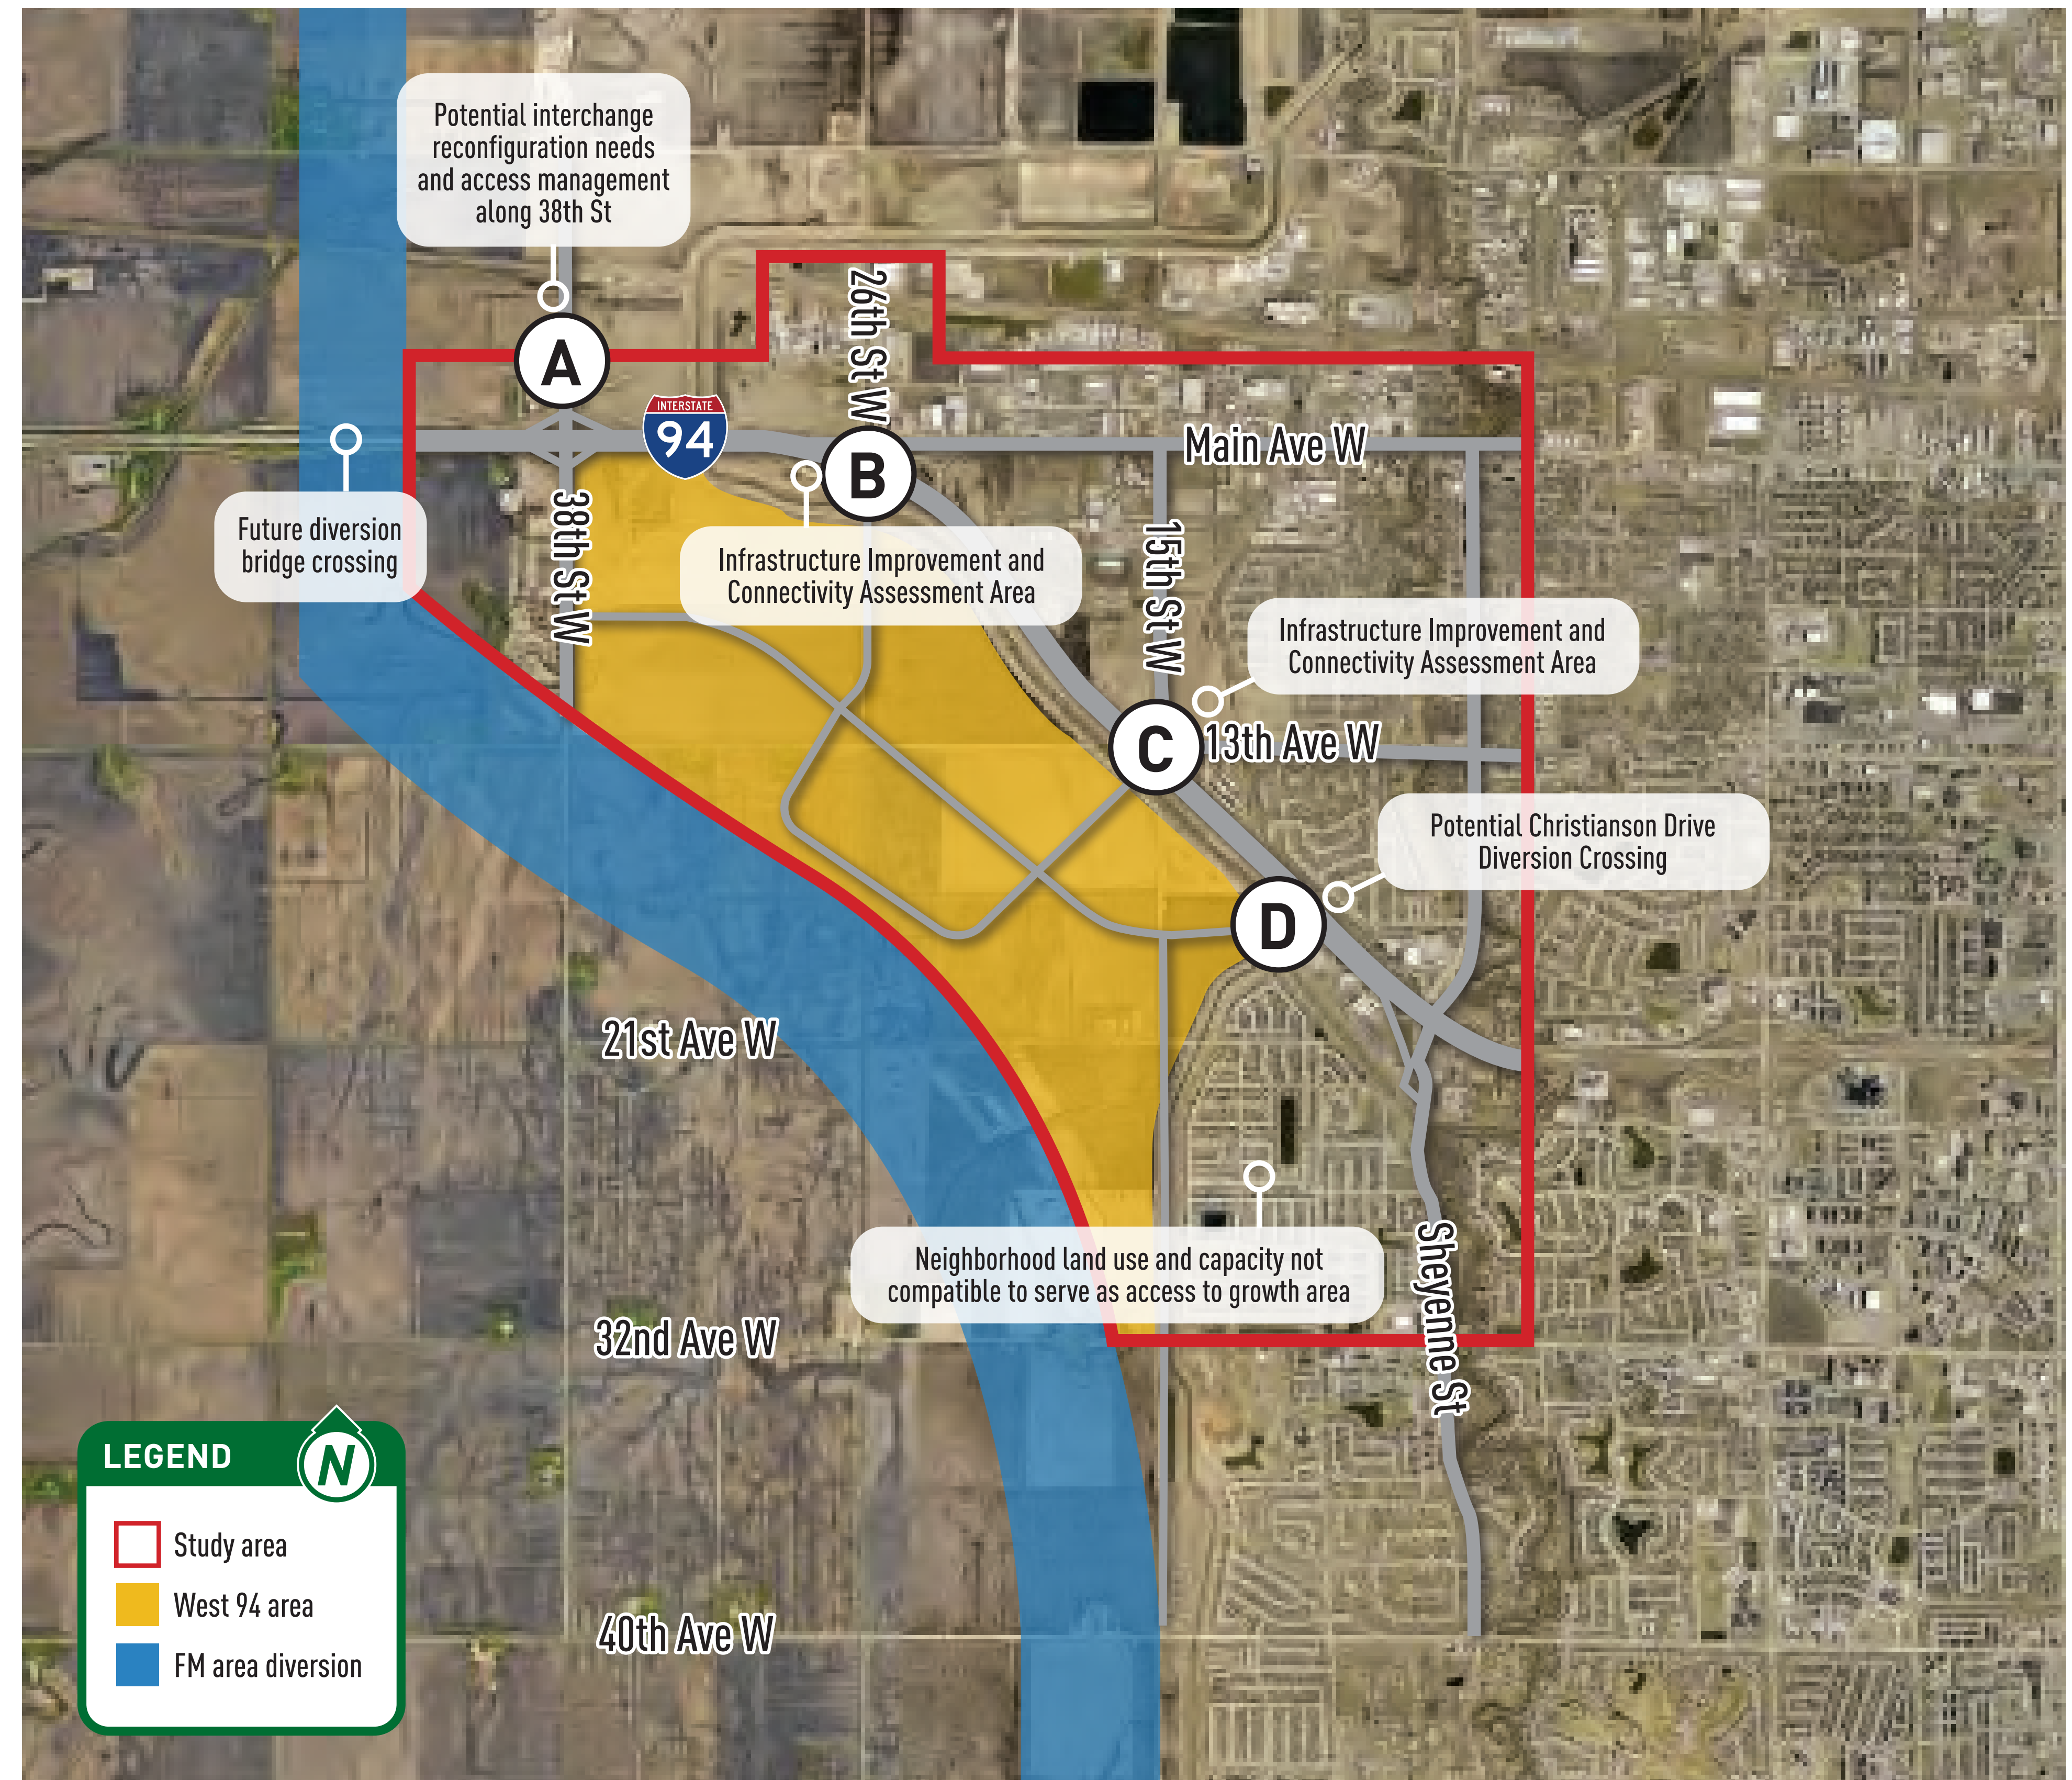 Potential interchange
reconfiguration needs
and access management
along 38th St
26th St W
A
INTERSTATE
94
B
Main Ave W
Future diversion
bridge crossing
38th St W
Infrastructure Improvement and
Connectivity Assessment Area
15th St W
Infrastructure Improvement and
Connectivity Assessment Area
C
13th Ave W
Potential Christianson Drive
Diversion Crossing
D
21st Ave W
Neighborhood land use and capacity not
compatible to serve as access to growth area
Sheyenne St
32nd Ave W
40th Ave W
LEGEND
N
Study area
West 94 area
FM area diversion